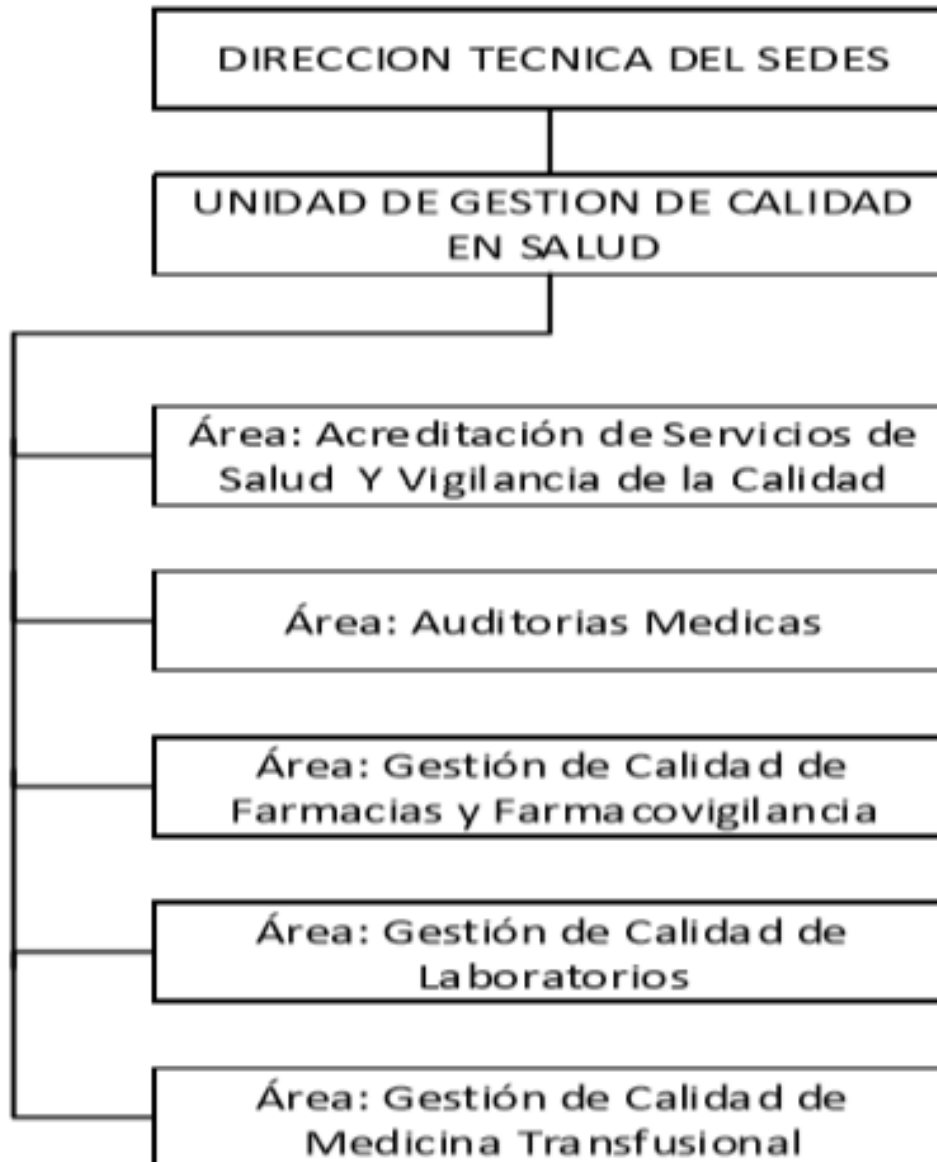 DIRECCION TECNICA DEL SEDES
UNIDAD DE GESTION DE CALIDAD
EN SALUD
Área: Acreditación de Servicios de
Salud Y Vigilancia de la Calidad
Área: Auditorias Medicas
Área: Gestión de Calidad de
Farmacias y Farmacovigilancia
Área: Gestión de Calidad de
Laboratorios
Área: Gestión de Calidad de
Medicina Transfusional